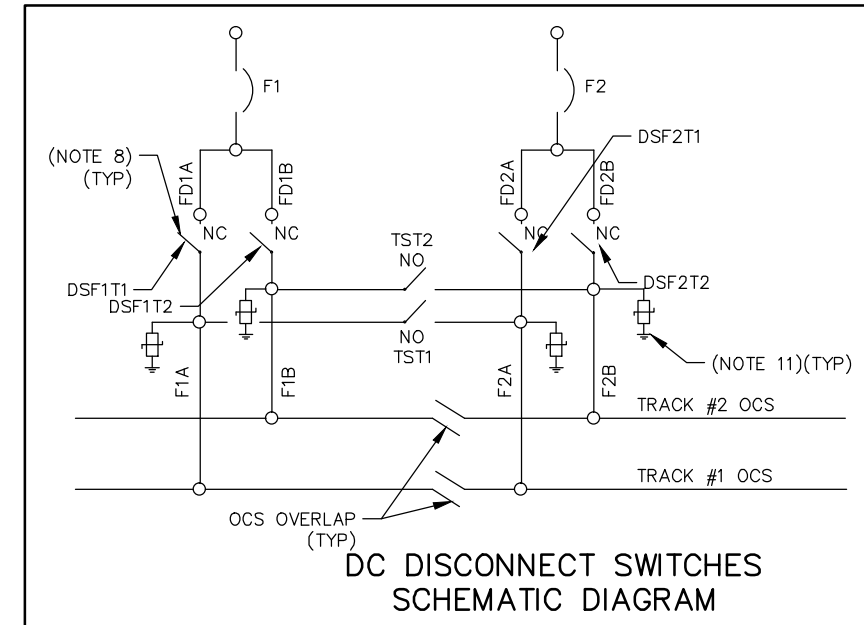 F1
F2
DSF2T1
(NOTE 8)
(TYP)
FD1A
FD1B
FD2A
FD2B
NC
NC
NC
NC
TST2
NO
DSF1T1
DSF1T2
DSF2T2
NO
TST1
(NOTE 11)(TYP)
F1A
F1B
F2A
F2B
TRACK #2 OCS
TRACK #1 OCS
OCS OVERLAP
(TYP)
DC DISCONNECT SWITCHES
SCHEMATIC DIAGRAM